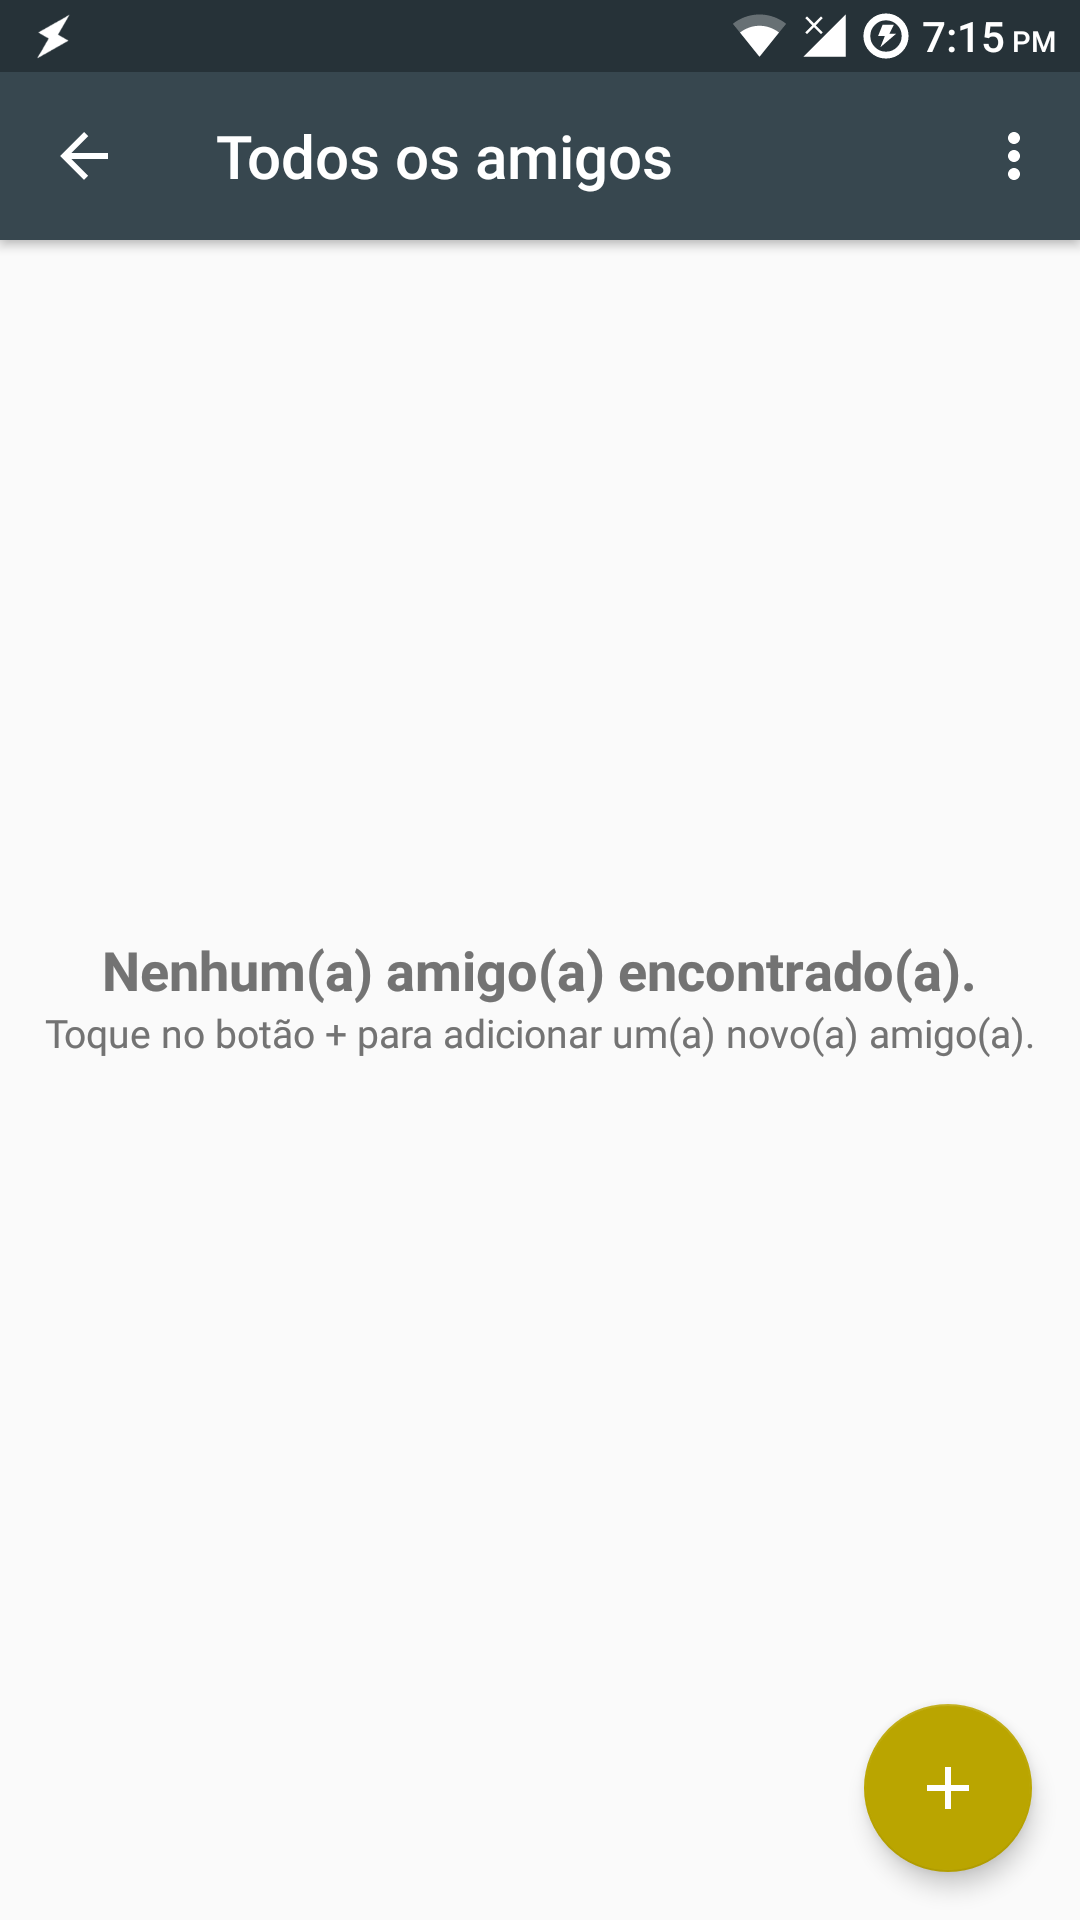 7:15 PM
Todos os amigos
Nenhum(a) amigo(a) encontrado(a).
Toque no botão + para adicionar um(a) novo(a) amigo(a).